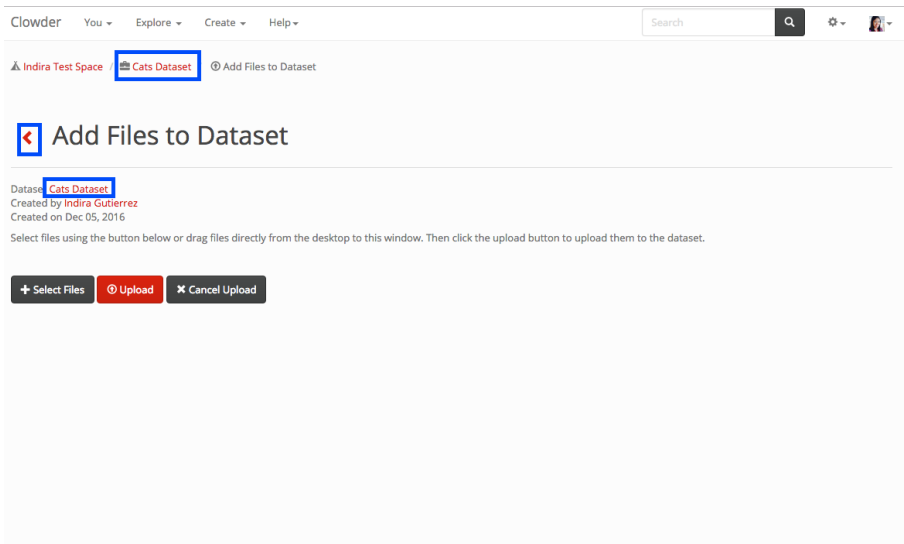 Clowder You Explore Create Help Search
Indira Test Space / Cats Dataset Add Files to Dataset
Add Files to Dataset
Datase Cats Dataset
Created by Indira Gutierrez
Created on Dec 05, 2016
Select files using the button below or drag files directly from the desktop to this window. Then click the upload button to upload them to the dataset.
Select Files Upload Cancel Upload